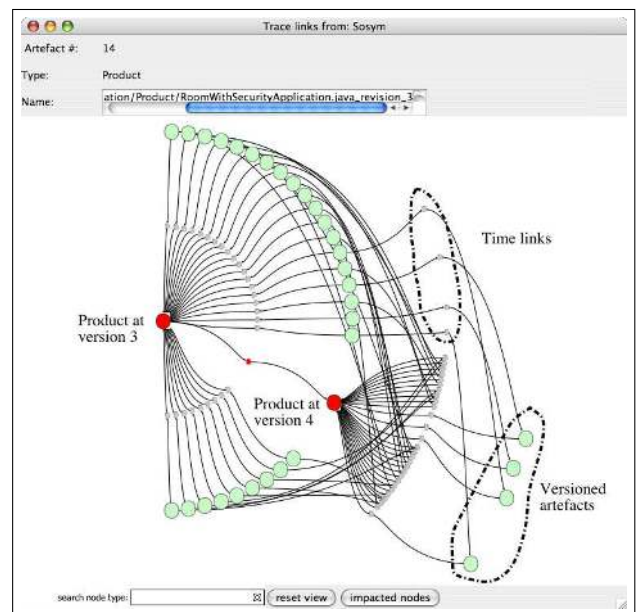 Trace links from: Sosym
Artefact #: 14
Type: Product
Name: ation/Product/RoomWithSecurityApplication.java_revision_3
Time links
Product at
version 3
Product at
version 4
Versioned
artefacts
search node type: reset view impacted nodes